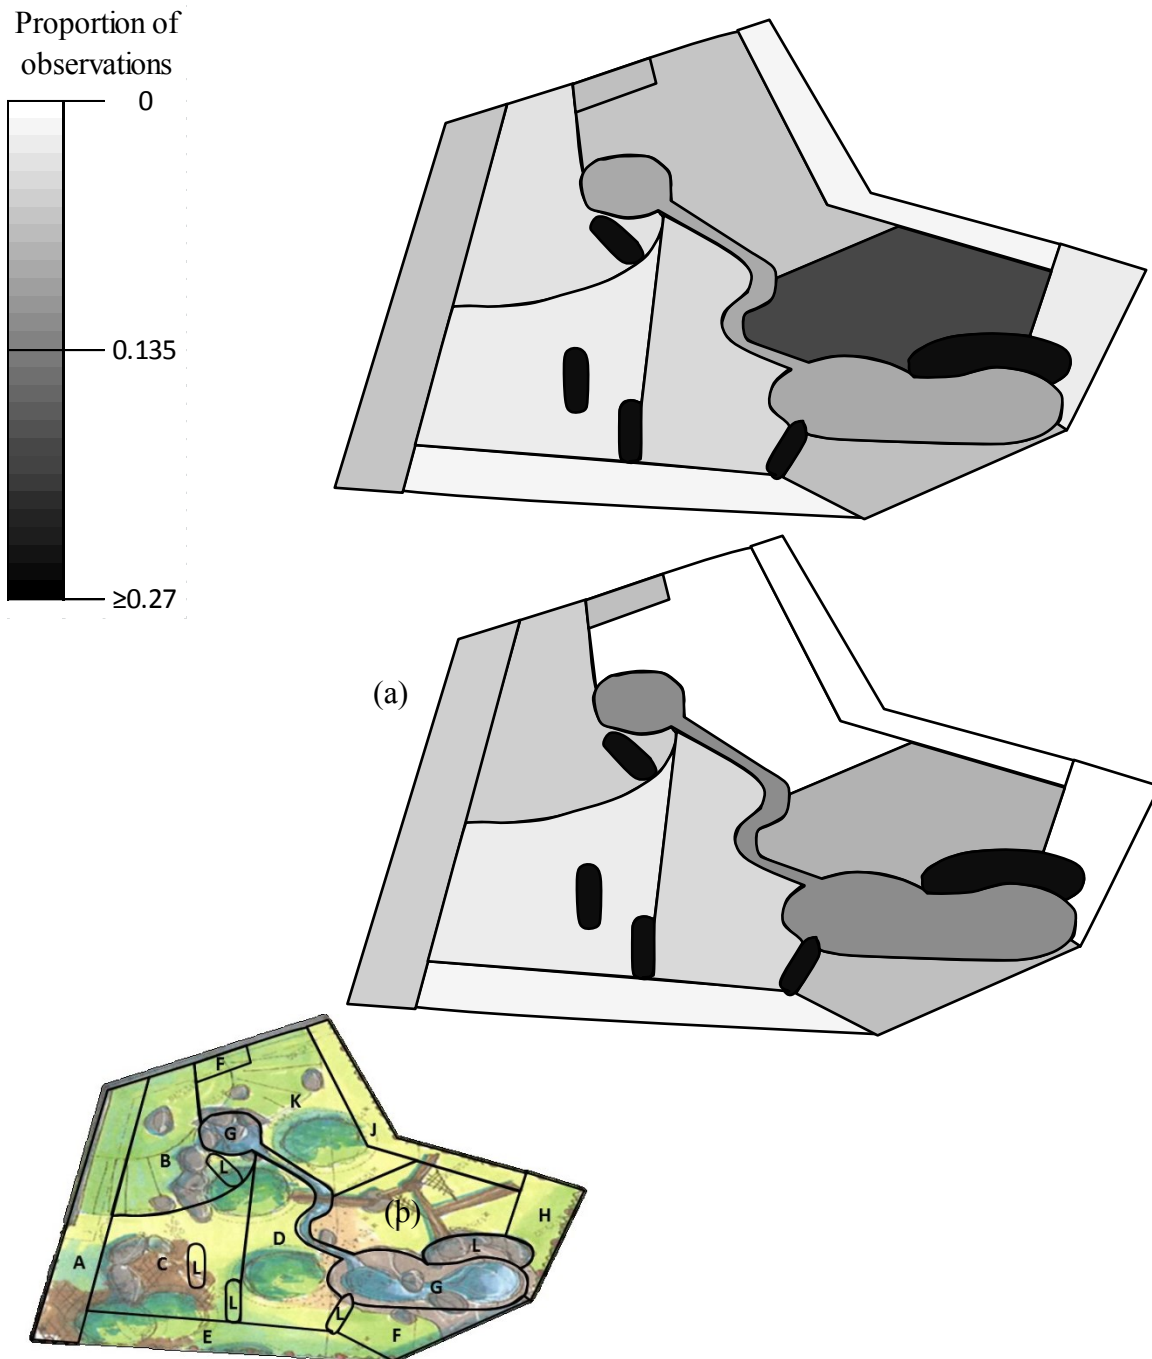 Proportion of
observations
0
0.135
≥0.27
(a)
F
K
G
J
B
L
(b)
H
A
C
L
D
L
G
L
L
E
F